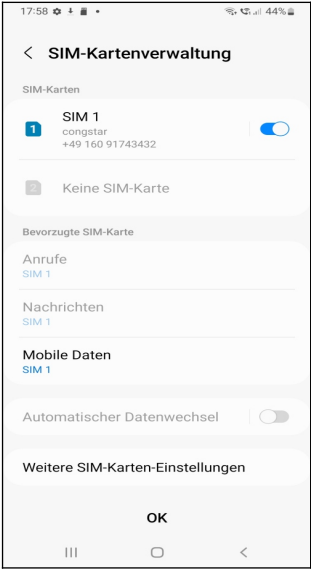 17:58 44%
SIM-Kartenverwaltung
SIM-Karten
1
SIM 1
congstar
+49 160 91743432
2
Keine SIM-Karte
Bevorzugte SIM-Karte
Anrufe
SIM 1
Nachrichten
SIM 1
Mobile Daten
SIM 1
Automatischer Datenwechsel
Weitere SIM-Karten-Einstellungen
OK